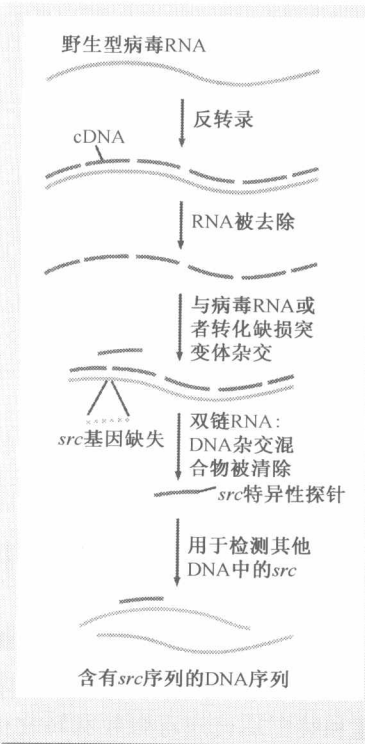 野生型病毒RNA
反转录
cDNA
RNA被去除
与病毒RNA或
者转化缺损突
变体杂交
src基因缺失
双链RNA:
DNA杂交混
合物被清除
src特异性探针
用于检测其他
DNA中的src
含有src序列的DNA序列